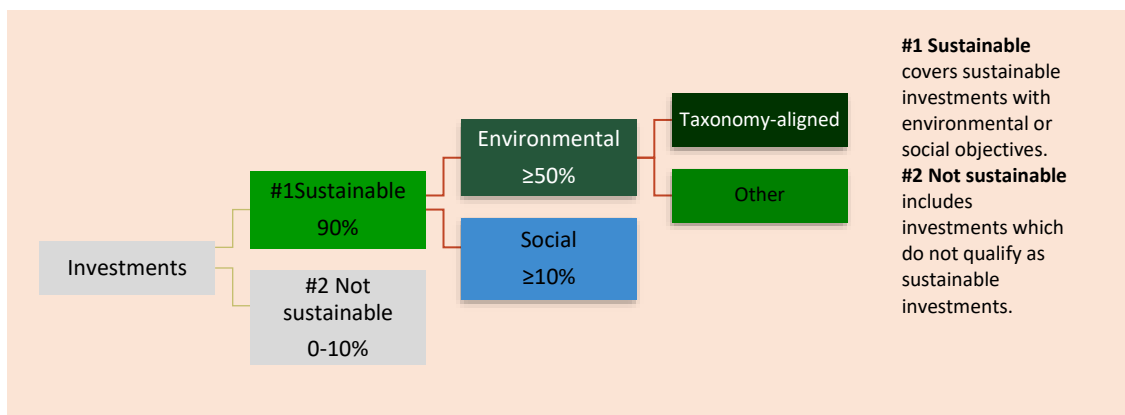 Investments
#1Sustainable
90%
#2 Not
sustainable
0-10%
Environmental
≥50%
Social
≥10%
Taxonomy-aligned
Other
#1 Sustainable
covers sustainable
investments with
environmental or
social objectives.
#2 Not sustainable
includes
investments which
do not qualify as
sustainable
investments.